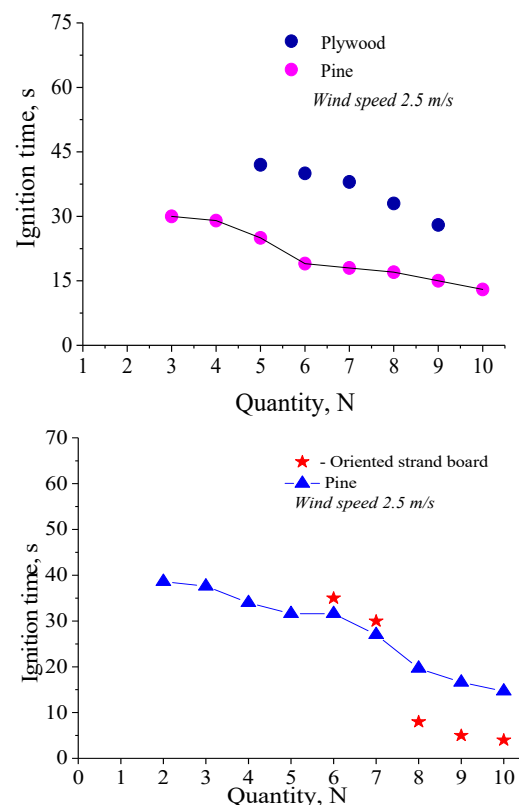 75
Plywood
Pine
Wind speed 2.5 m/s
60
45
30
15
0
Ignition time, s
1 2 3 4 5 6 7 8 9 10
Quantity, N
70
- Oriented strand board
Pine
Wind speed 2.5 m/s
60
50
40
30
20
10
0
Ignition time, s
0 1 2 3 4 5 6 7 8 9 10
Quantity, N